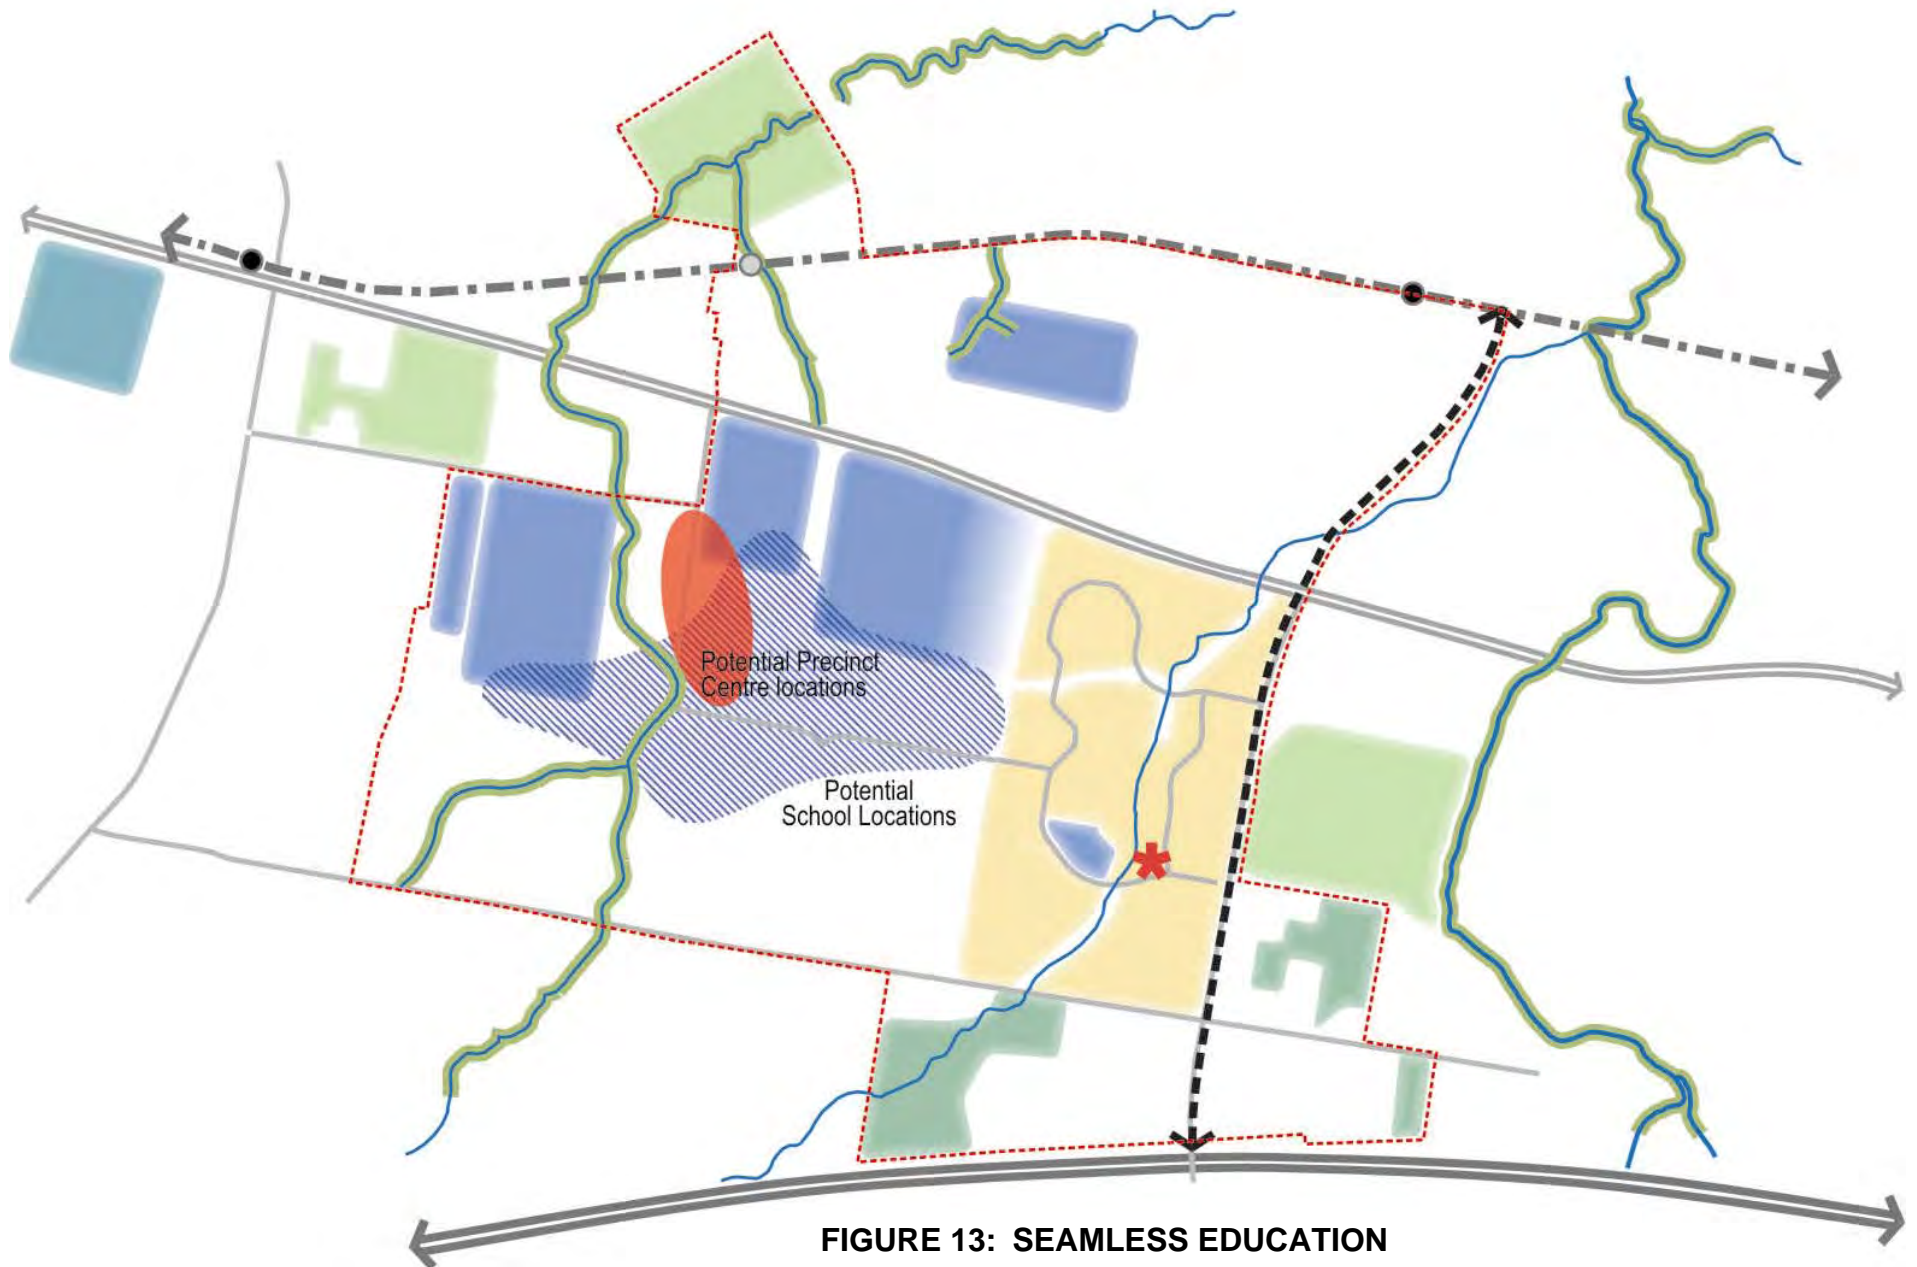 Potential Precinct
Centre locations
Potential
School Locations
FIGURE 13: SEAMLESS EDUCATION